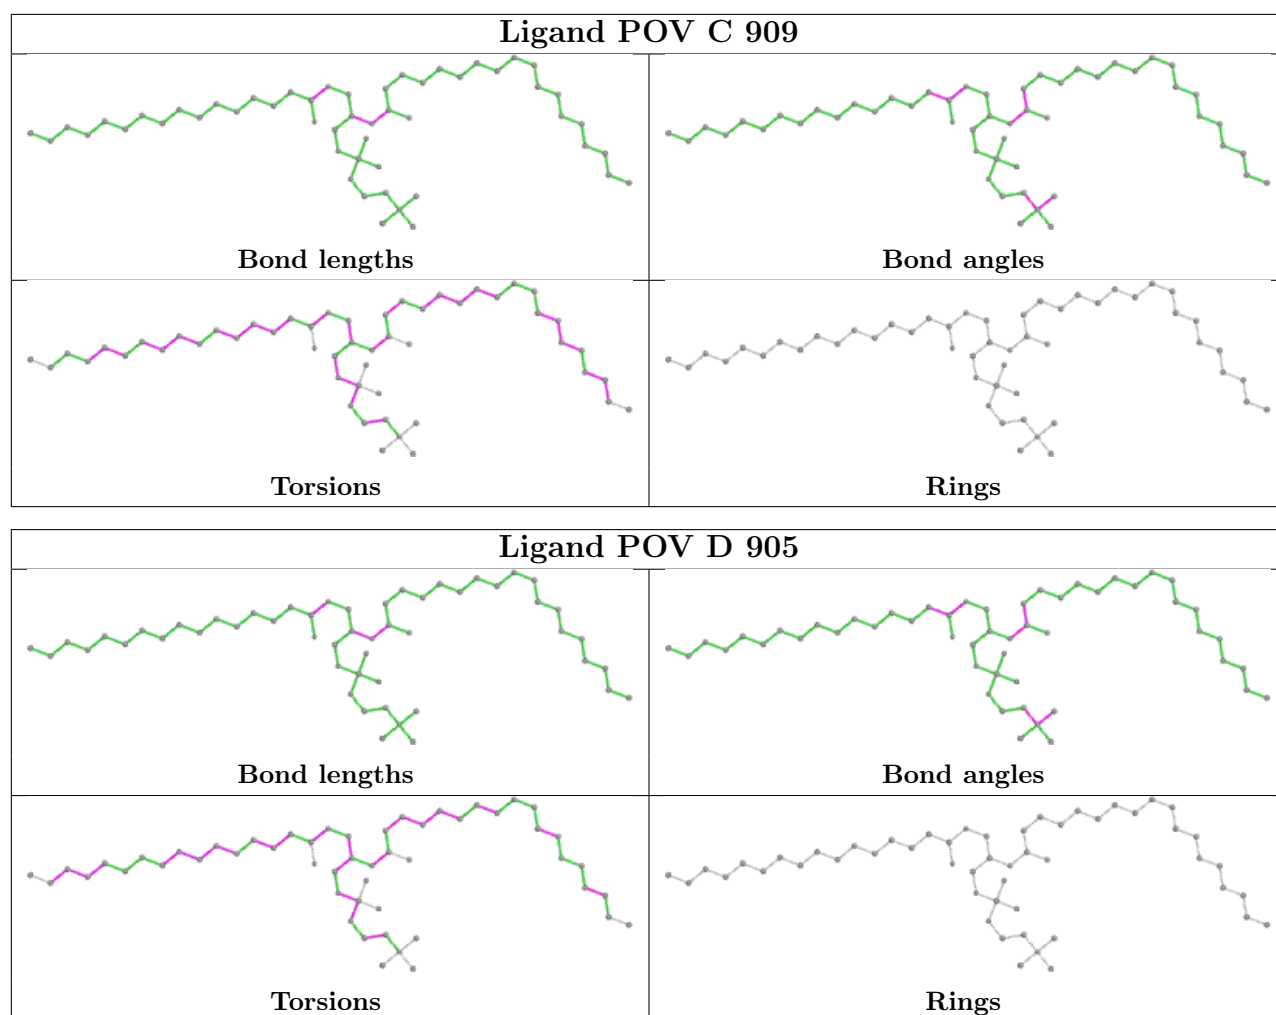 Ligand POV C 909
Bond lengths
Bond angles
Torsions
Rings
Ligand POV D 905
Bond lengths
Bond angles
Torsions
Rings